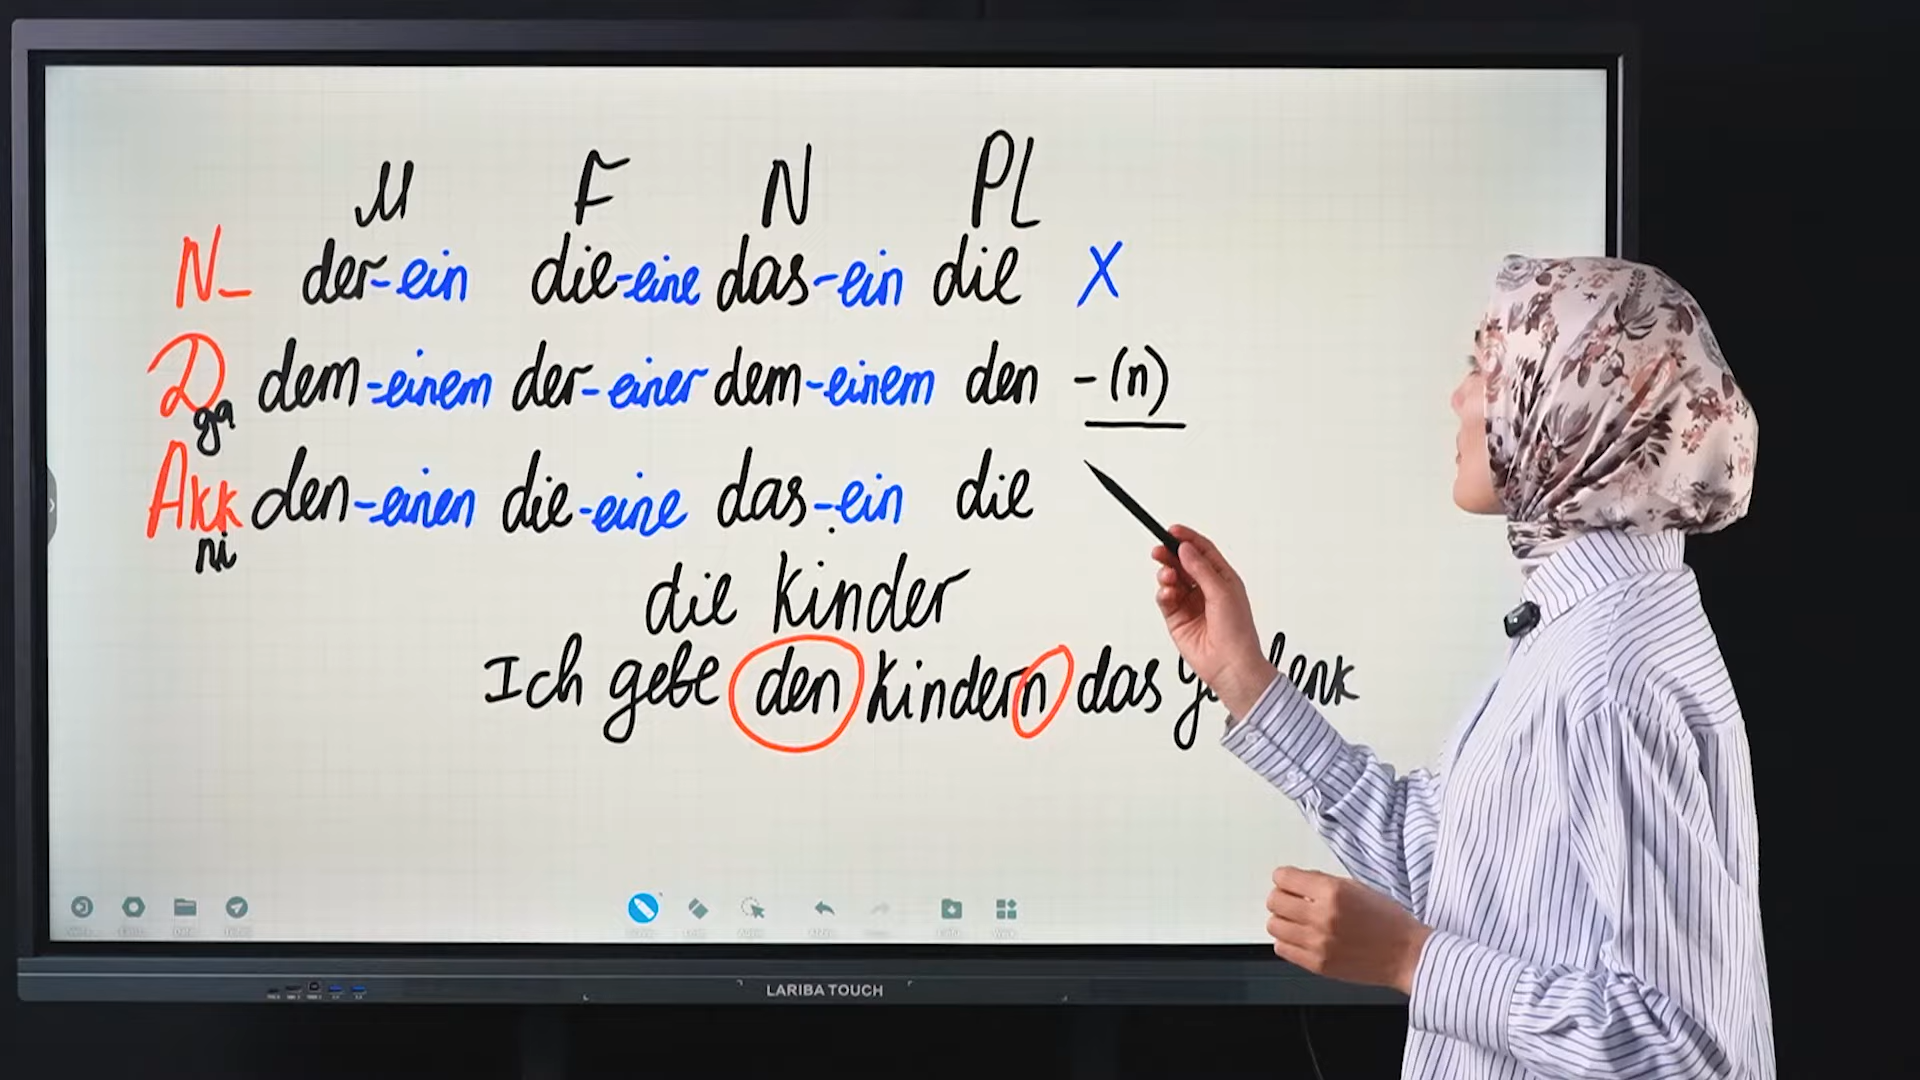 M F N PL
N- der-ein die-eine das-ein die X
D dem-einem der-einer dem-einem den -(n)
ga
Akk den-einen die-eine das-ein die
ni
die Kinder
Ich gebe den Kindern das
LARIBA TOUCH